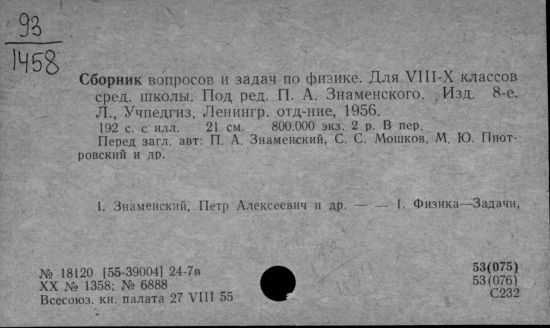 93
1458
Сборник вопросов и задач по физике. Для VIII-X классов
сред. школы. Под ред. П. А. Знаменского. Изд. 8-е.
Л., Учпедгиз, Ленингр. отд-ние, 1956.
192 с. с илл. 21 см. 800.000 экз. 2 р. В пер.
Перед загл. авт: П. А. Знаменский, С. С. Мошков, М. Ю. Пиот-
ровский и др.
1. Знаменский, Петр Алексеевич и др. — — 1. Физика—Задачи,
№ 18120 [55-39004] 24-7в
XX № 1358; № 6888
Всесоюз. кн. палата 27 VIII 55
53(075)
53(076)
С232